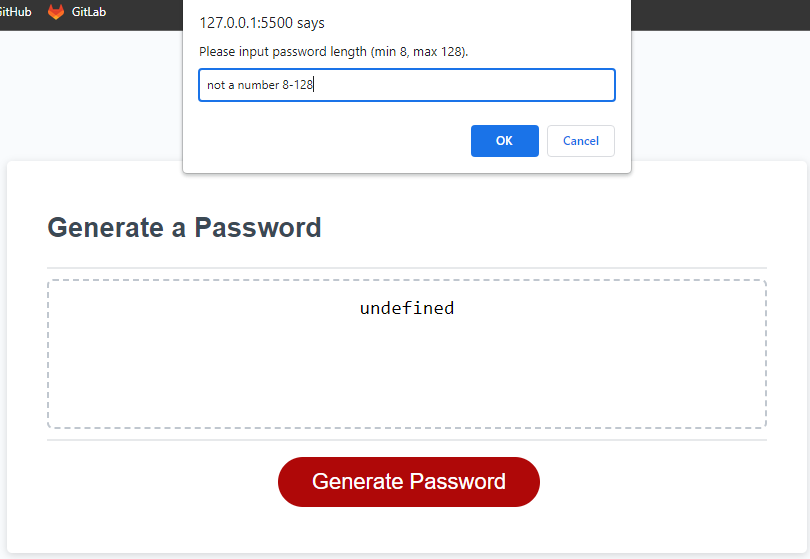 GitHub GitLab
127.0.0.1:5500 says
Please input password length (min 8, max 128).
not a number 8-128
OK Cancel
Generate a Password
undefined
Generate Password